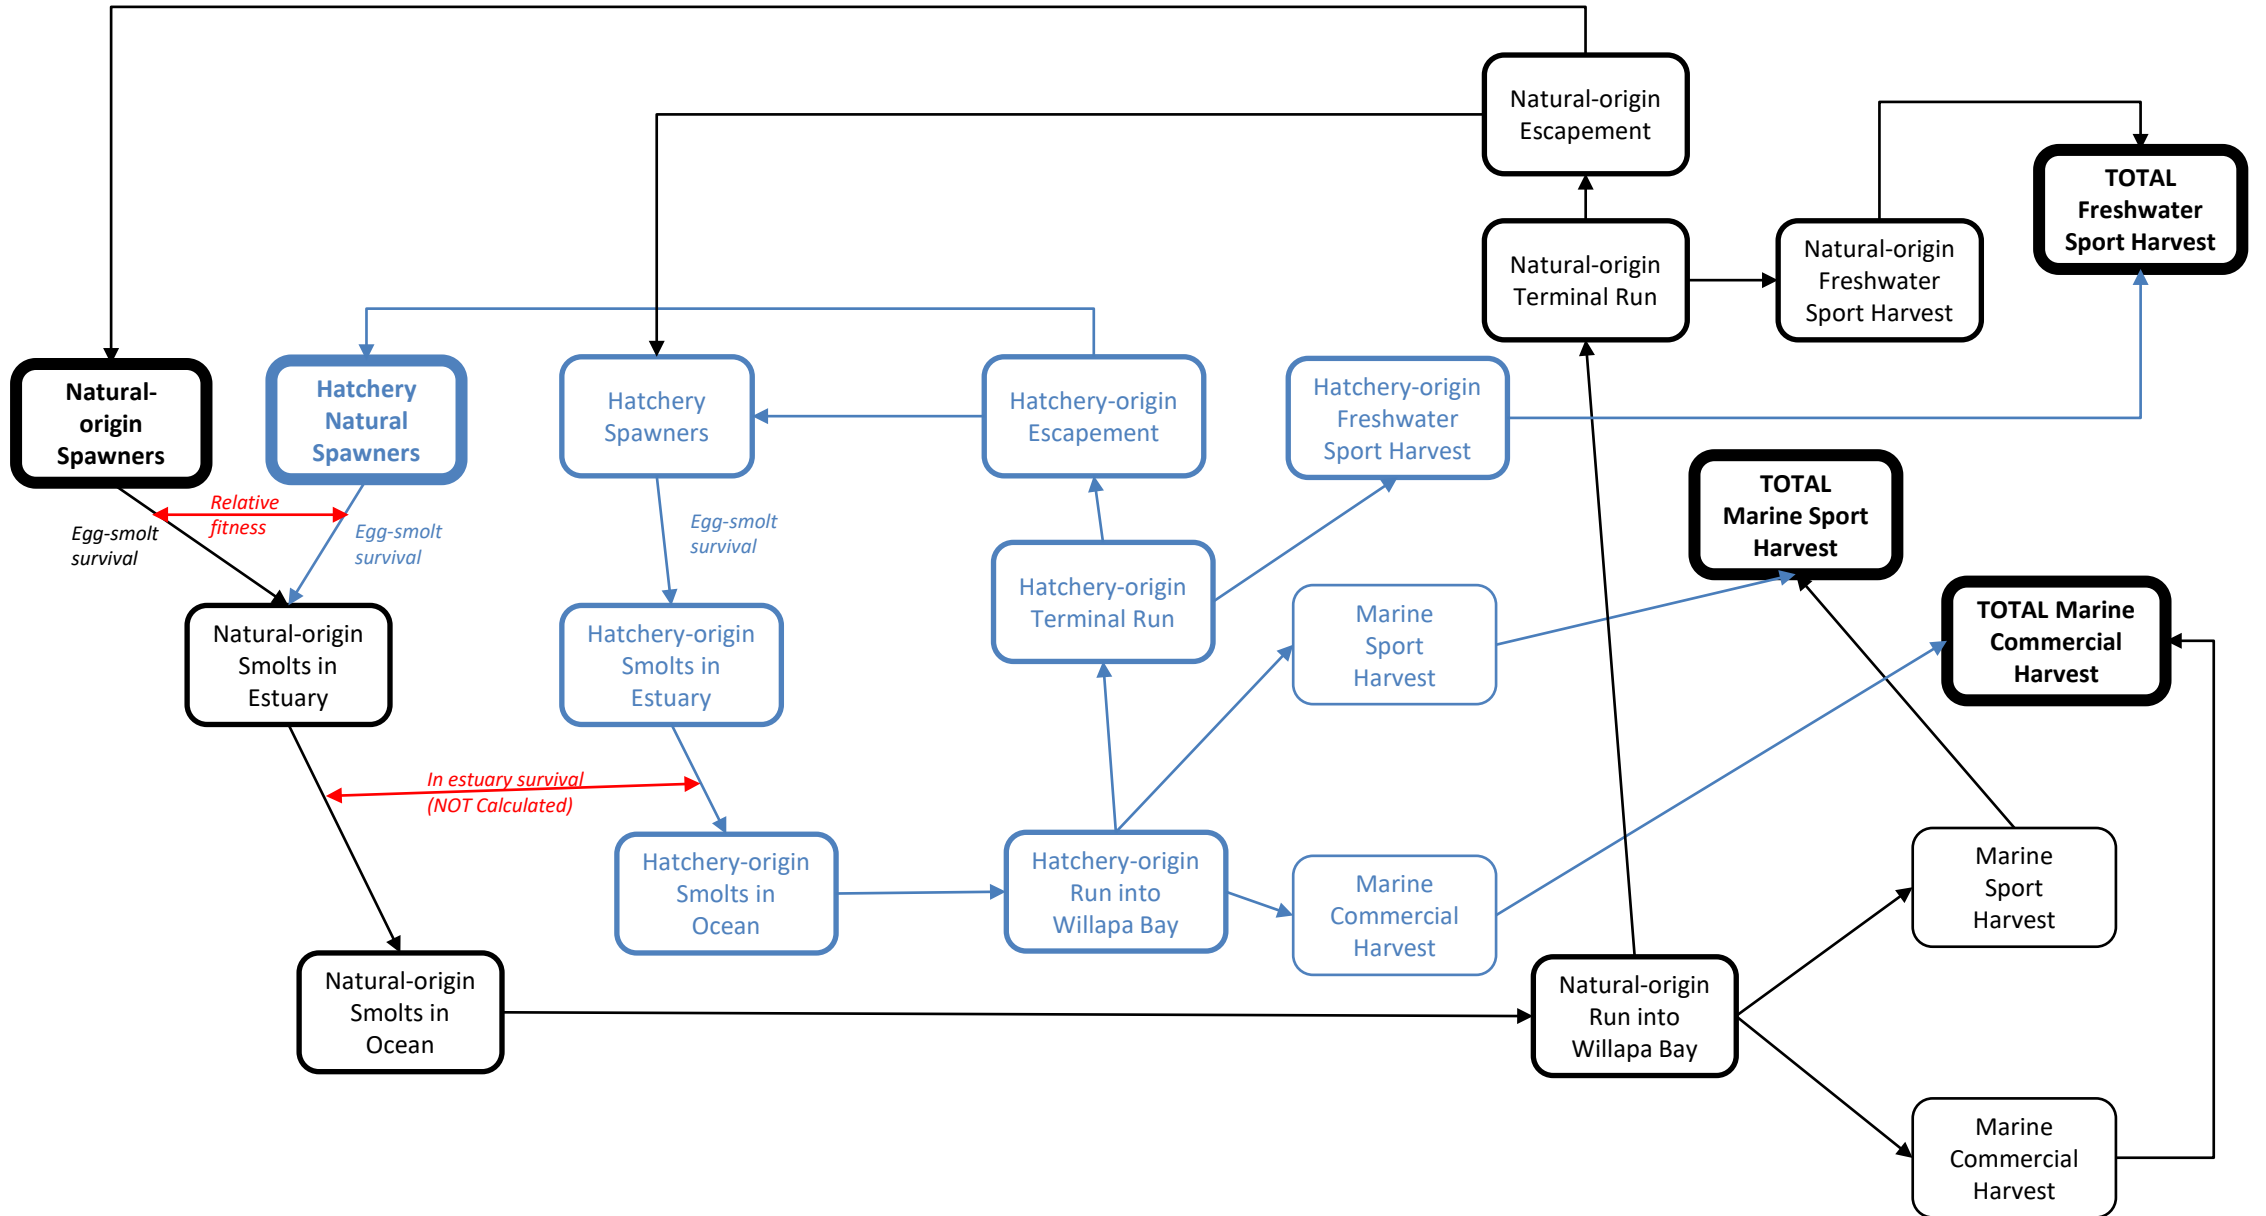 Natural-origin
Escapement
TOTAL
Freshwater
Sport Harvest
Natural-origin
Terminal Run
Natural-origin
Freshwater
Sport Harvest
Natural-
origin
Spawners
Hatchery
Natural
Spawners
Hatchery
Spawners
Hatchery-origin
Escapement
Hatchery-origin
Freshwater
Sport Harvest
TOTAL
Marine Sport
Harvest
Relative
fitness
Egg-smolt
survival
Egg-smolt
survival
Egg-smolt
survival
Hatchery-origin
Terminal Run
Marine
Sport
Harvest
TOTAL Marine
Commercial
Harvest
Natural-origin
Smolts in
Estuary
Hatchery-origin
Smolts in
Estuary
In estuary survival
(NOT Calculated)
Hatchery-origin
Smolts in
Ocean
Hatchery-origin
Run into
Willapa Bay
Marine
Commercial
Harvest
Marine
Sport
Harvest
Natural-origin
Smolts in
Ocean
Natural-origin
Run into
Willapa Bay
Marine
Commercial
Harvest